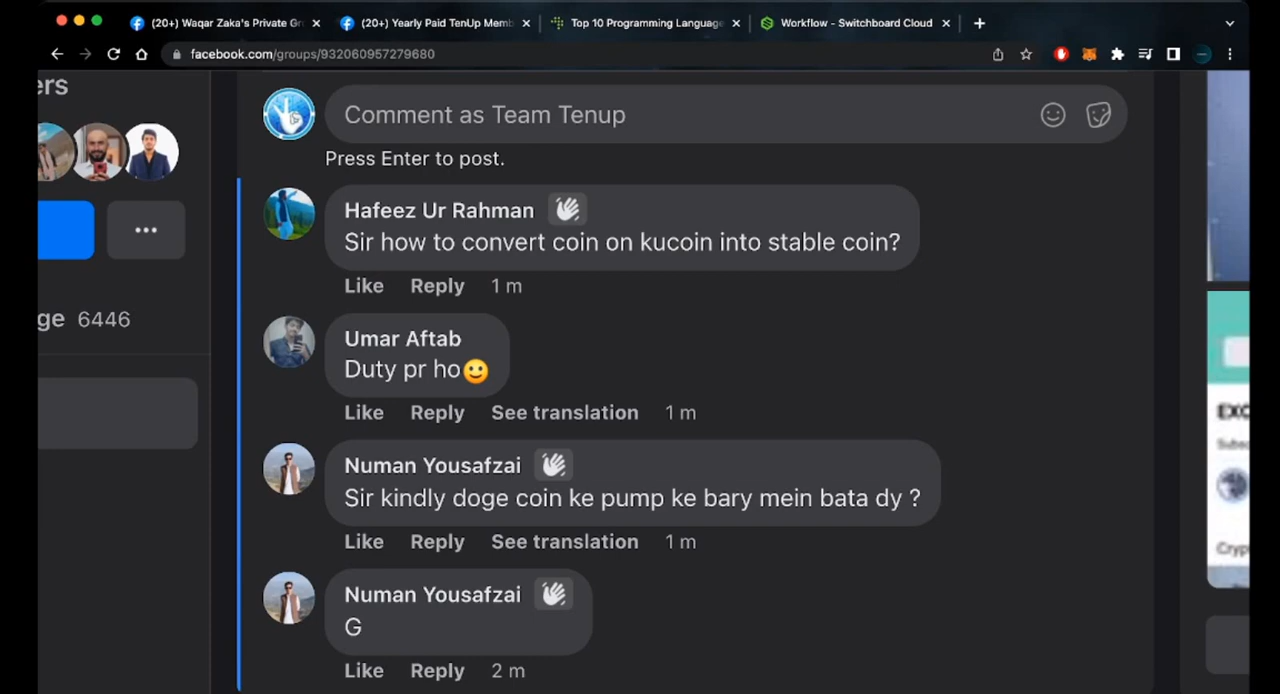 (20+) Waqar Zaka's Private Gr
(20+) Yearly Paid TenUp Memb
Top 10 Programming Language
Workflow - Switchboard Cloud
facebook.com/groups/932060957279680
ers
Comment as Team Tenup
Press Enter to post.
Hafeez Ur Rahman
Sir how to convert coin on kucoin into stable coin?
Like Reply 1 m
ge 6446
Umar Aftab
Duty pr ho🙂
Like Reply See translation 1 m
Numan Yousafzai
Sir kindly doge coin ke pump ke bary mein bata dy ?
Like Reply See translation 1 m
Numan Yousafzai
G
Like Reply 2 m
EXC
Cryp